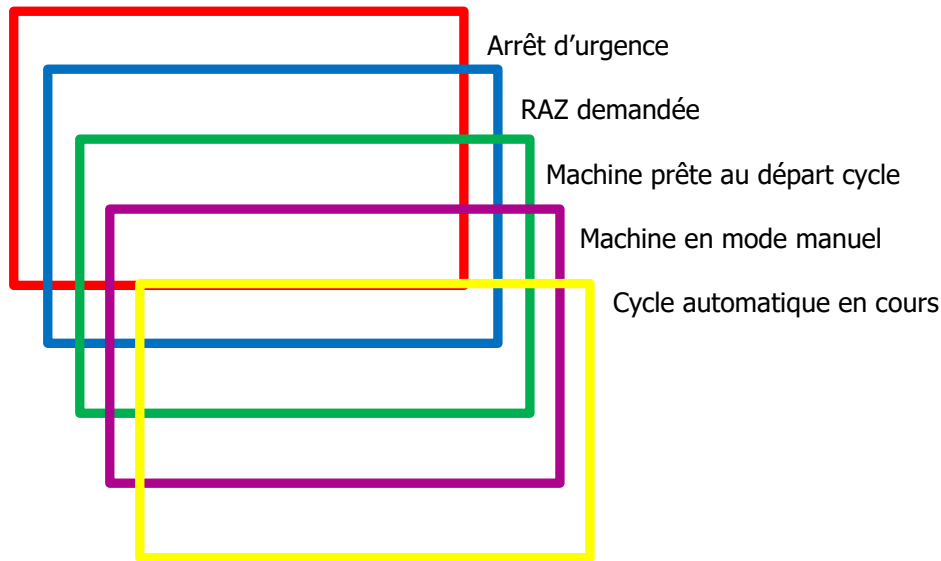 Arrêt d’urgence
RAZ demandée
Machine prête au départ cycle
Machine en mode manuel
Cycle automatique en cours